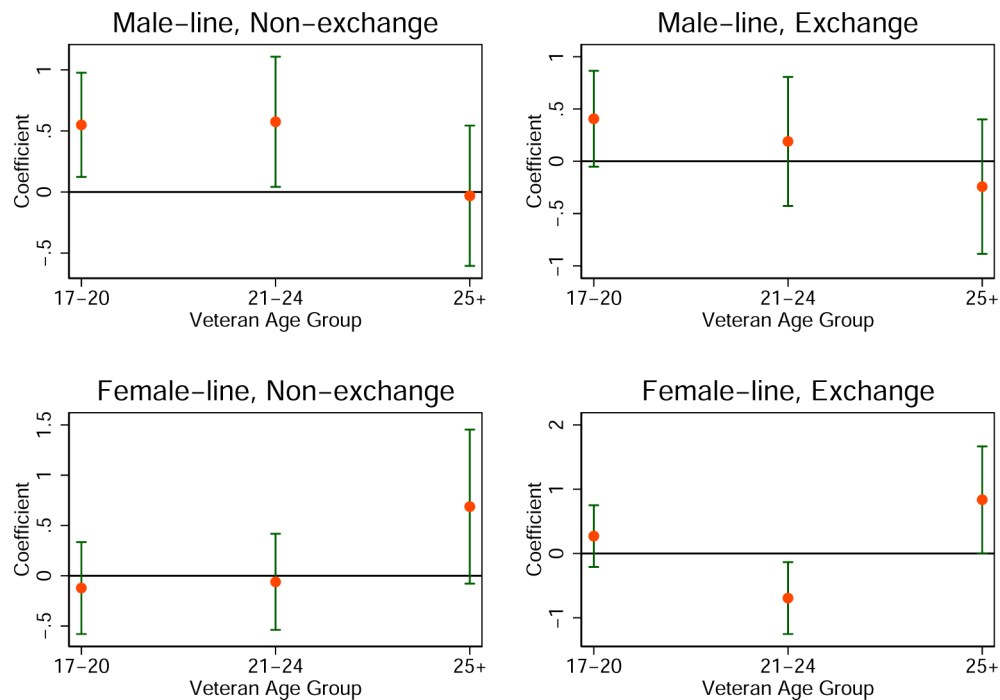 Male–line, Non–exchange
Coefficient
1
.5
0
–.5
17–20
21–24
25+
Veteran Age Group
Male–line, Exchange
Coefficient
1
.5
0
–.5
–1
17–20
21–24
25+
Veteran Age Group
Female–line, Non–exchange
Coefficient
1.5
1
.5
0
–.5
17–20
21–24
25+
Veteran Age Group
Female–line, Exchange
Coefficient
2
1
0
–1
17–20
21–24
25+
Veteran Age Group